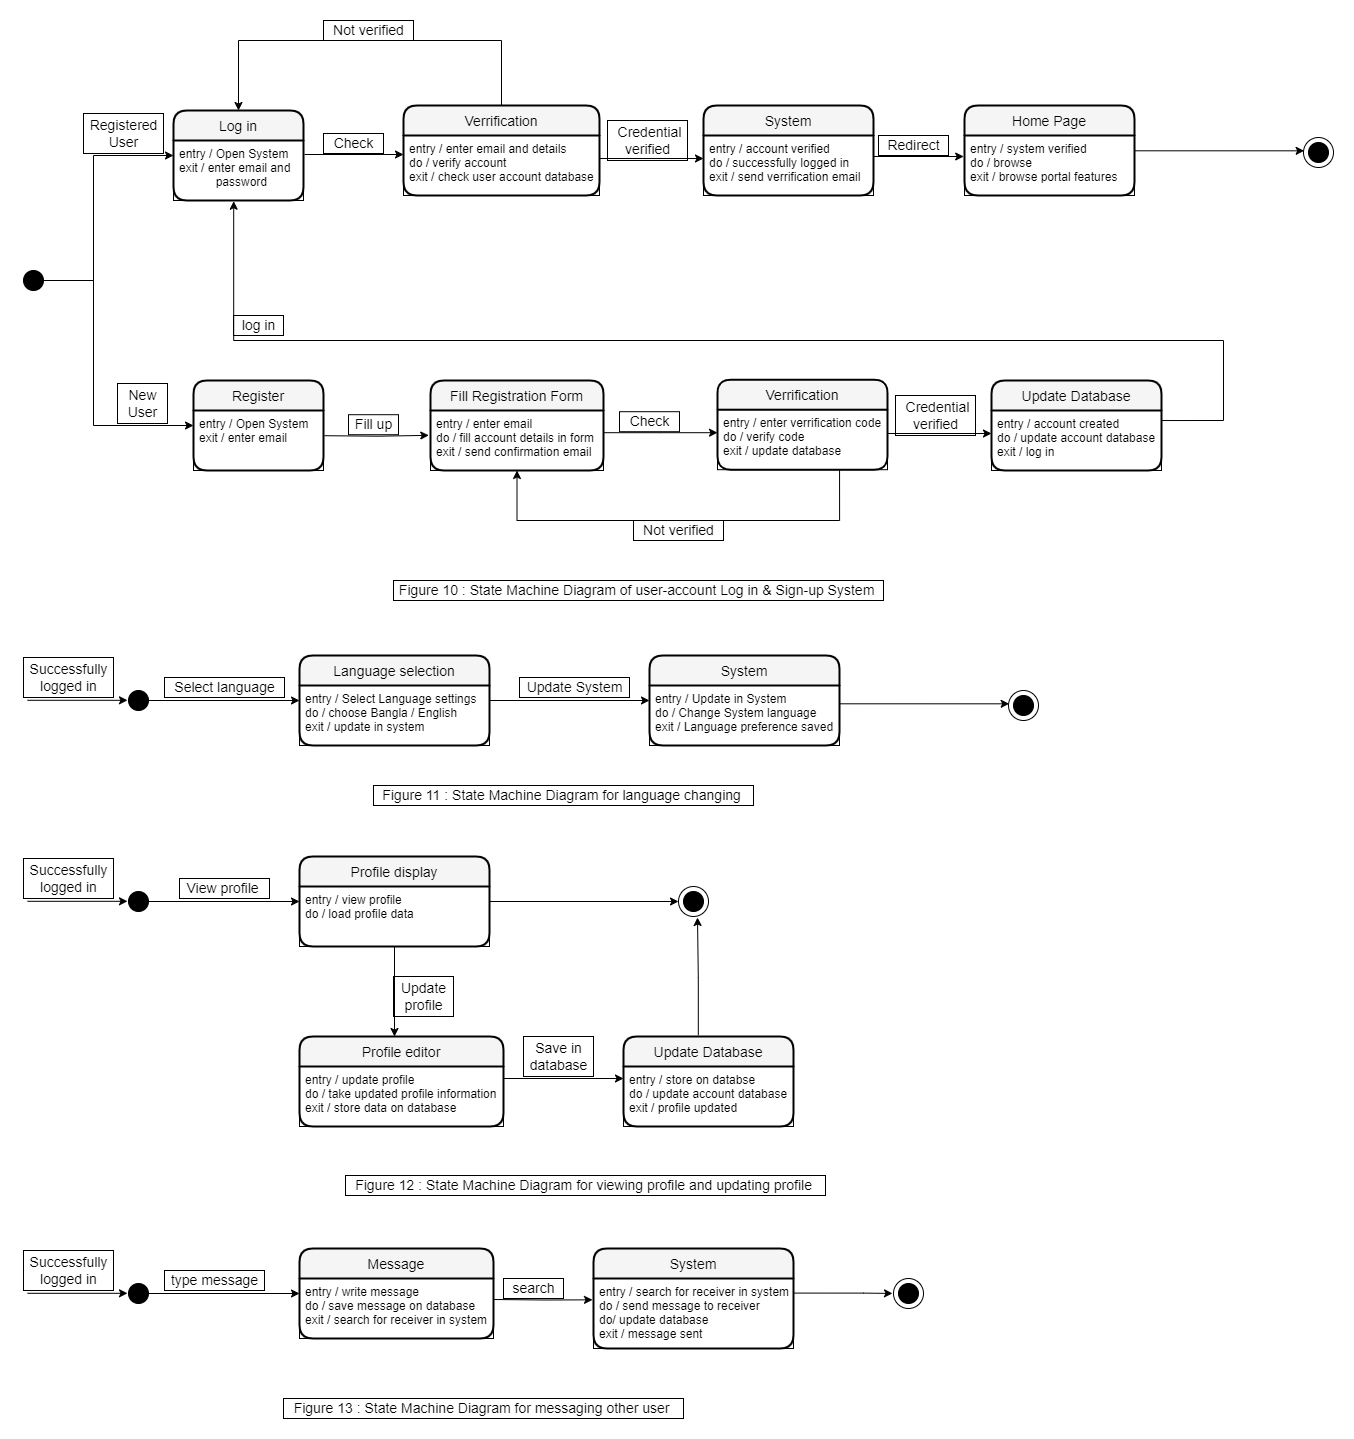 Not verified
Registered
User
Log in
entry / Open System
exit / enter email and
password
Check
Verrification
entry / enter email and details
do / verify account
exit / check user account database
Credential
verified
System
entry / account verified
do / successfully logged in
exit / send verrification email
Redirect
Home Page
entry / system verified
do / browse
exit / browse portal features
log in
New
User
Register
entry / Open System
exit / enter email
Fill up
Fill Registration Form
entry / enter email
do / fill account details in form
exit / send confirmation email
Check
Verrification
entry / enter verrification code
do / verify code
exit / update database
Credential
verified
Update Database
entry / account created
do / update account database
exit / log in
Not verified
Figure 10 : State Machine Diagram of user-account Log in & Sign-up System
Successfully
logged in
Select language
Language selection
entry / Select Language settings
do / choose Bangla / English
exit / update in system
Update System
System
entry / Update in System
do / Change System language
exit / Language preference saved
Figure 11 : State Machine Diagram for language changing
Successfully
logged in
View profile
Profile display
entry / view profile
do / load profile data
Update
profile
Profile editor
entry / update profile
do / take updated profile information
exit / store data on database
Save in
database
Update Database
entry / store on databse
do / update account database
exit / profile updated
Figure 12 : State Machine Diagram for viewing profile and updating profile
Successfully
logged in
type message
Message
entry / write message
do / save message on database
exit / search for receiver in system
search
System
entry / search for receiver in system
do / send message to receiver
do/ update database
exit / message sent
Figure 13 : State Machine Diagram for messaging other user